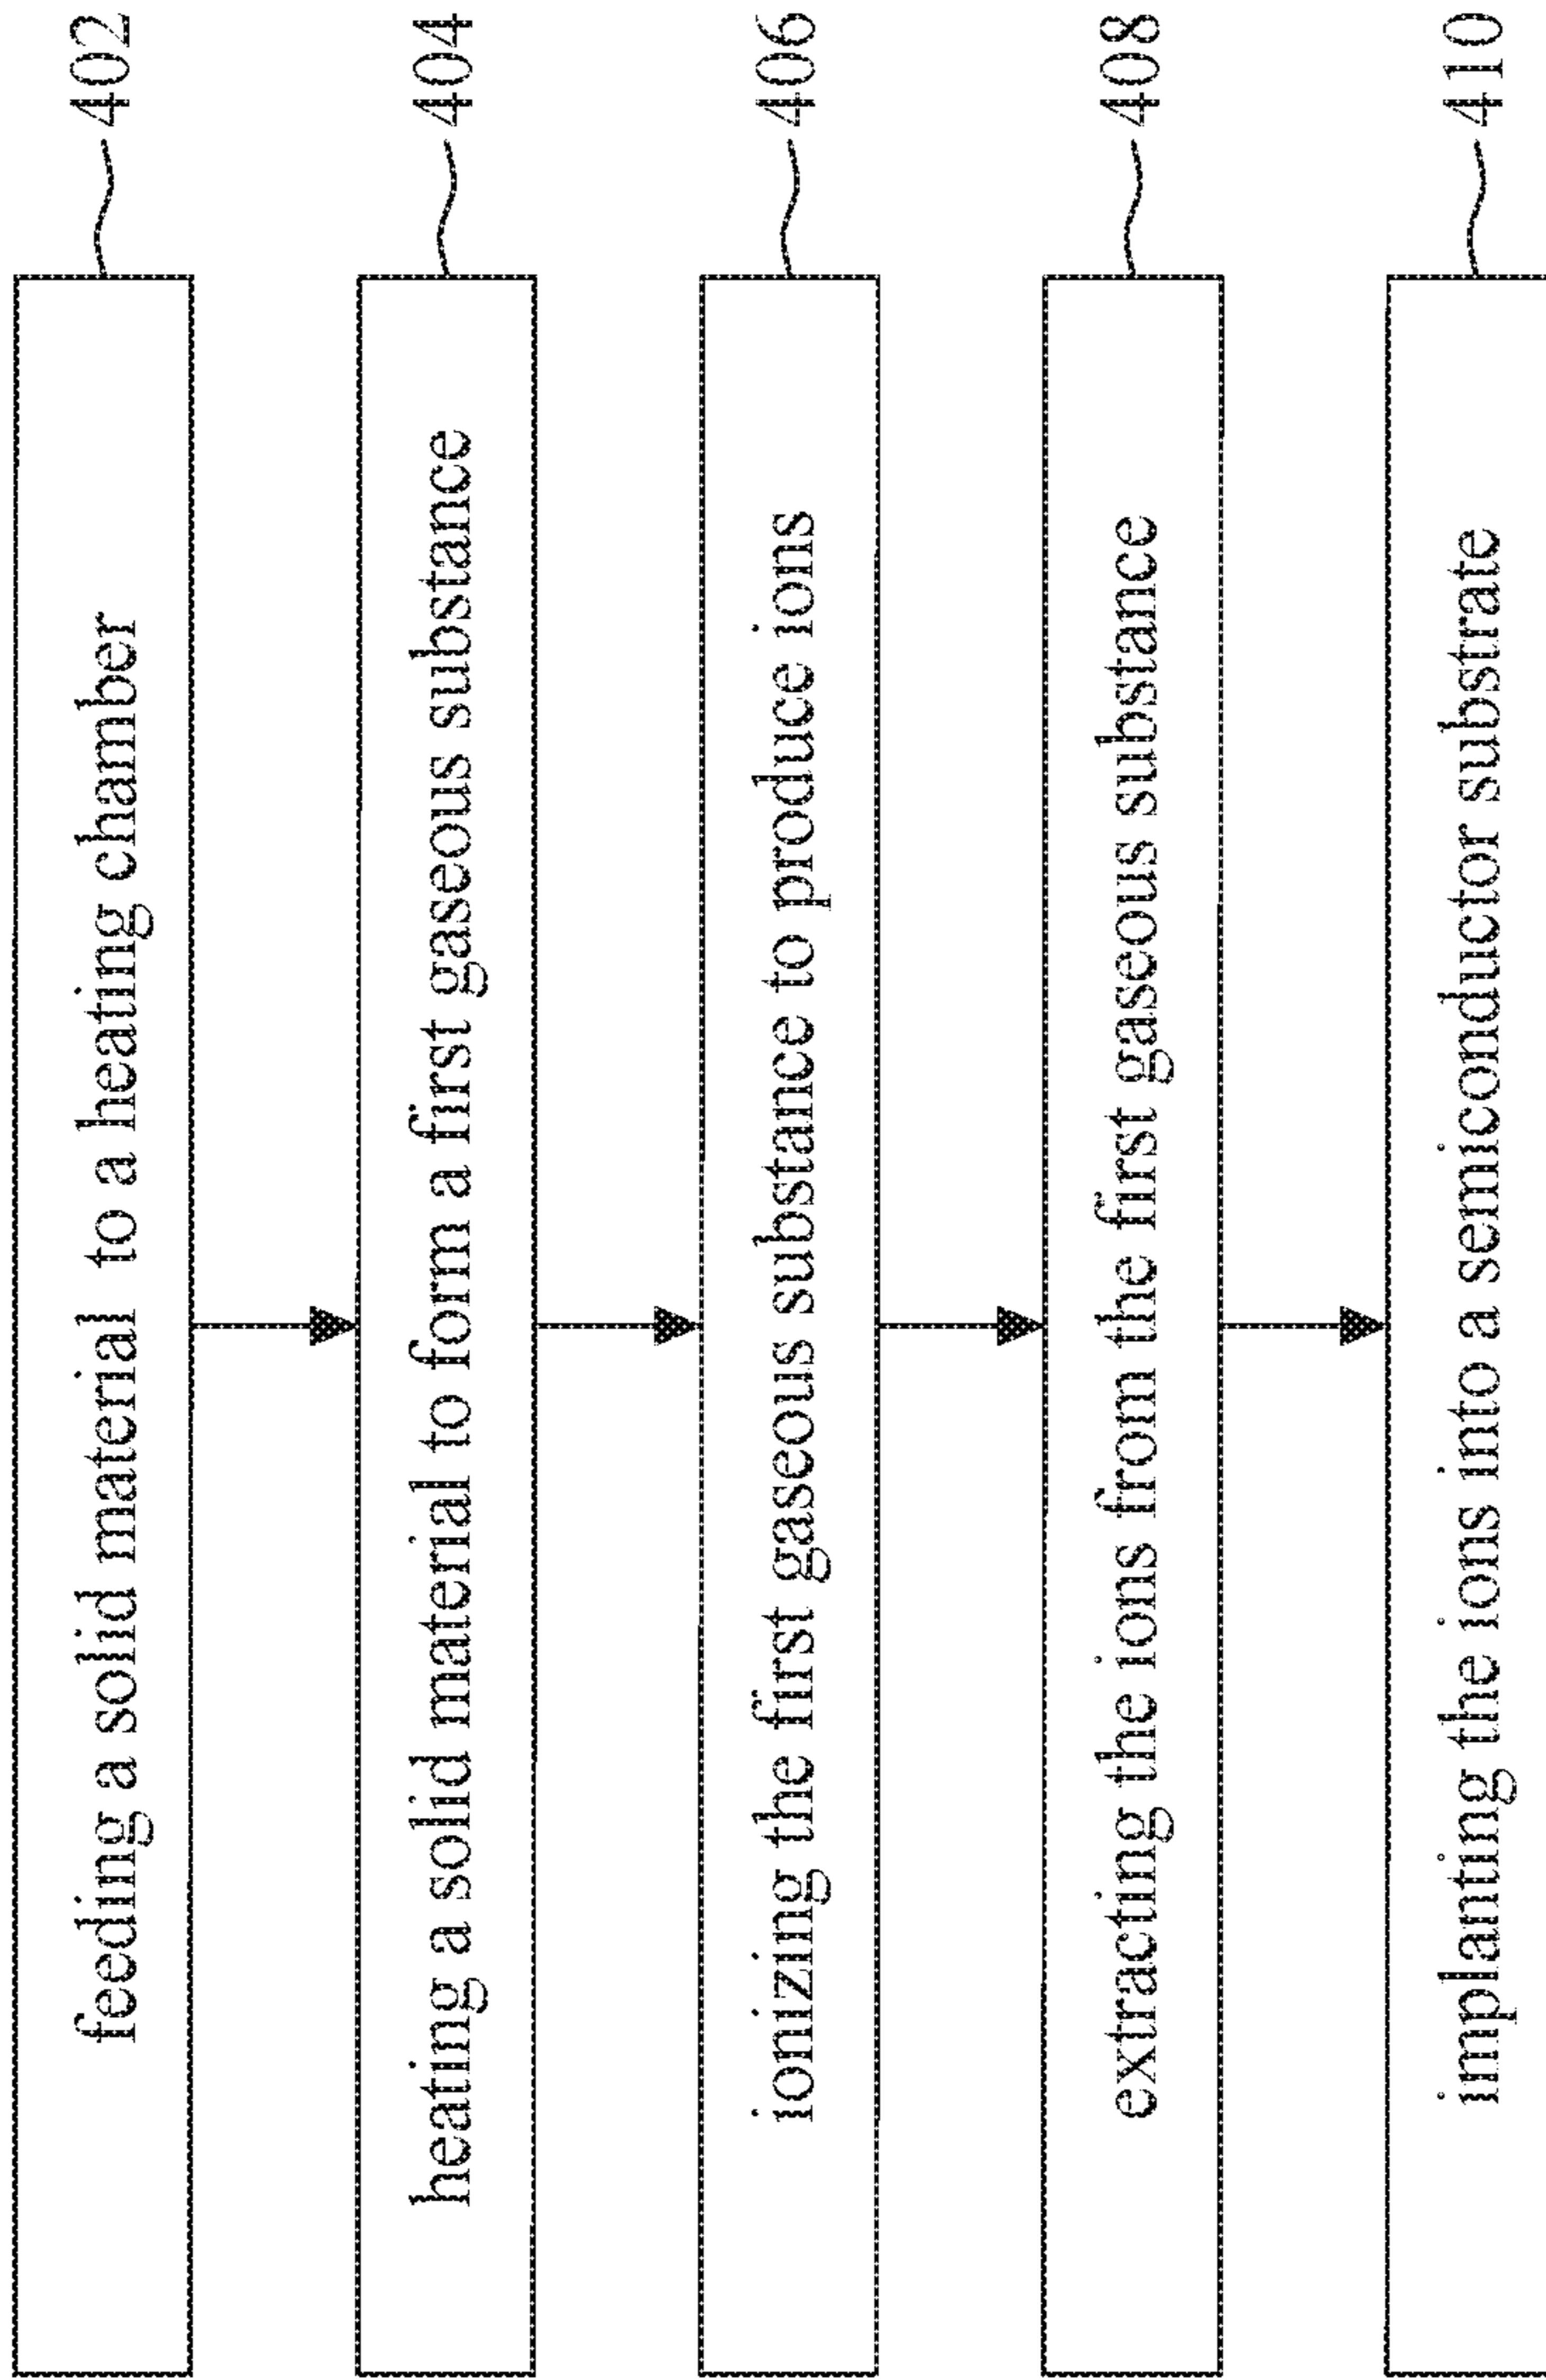 feeding a solid material to a heating chamber 402
heating a solid material to form a first gaseous substance 404
ionizing the first gaseous substance to produce ions 406
extracting the ions from the first gaseous substance 408
implanting the ions into a semiconductor substrate 410